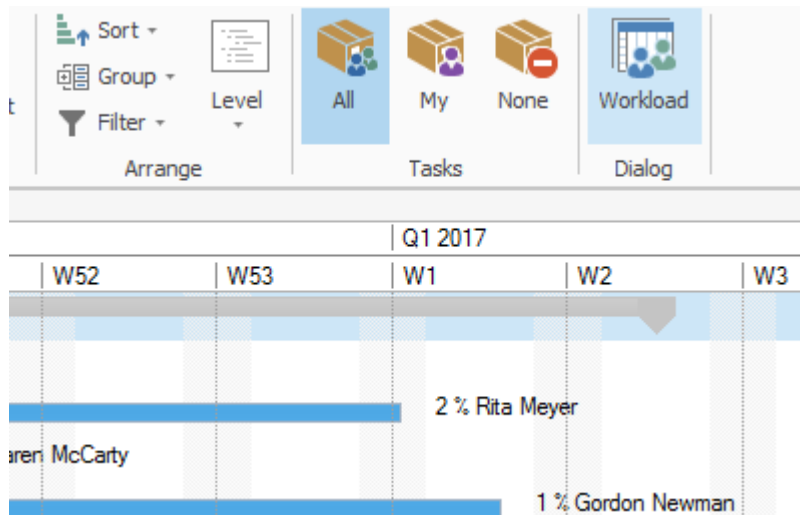 Sort
Group
Filter
Level
Arrange
All
My
None
Tasks
Workload
Dialog
Q1 2017
W52
W53
W1
W2
W3
2 % Rita Meyer
aren McCarty
1 % Gordon Newman